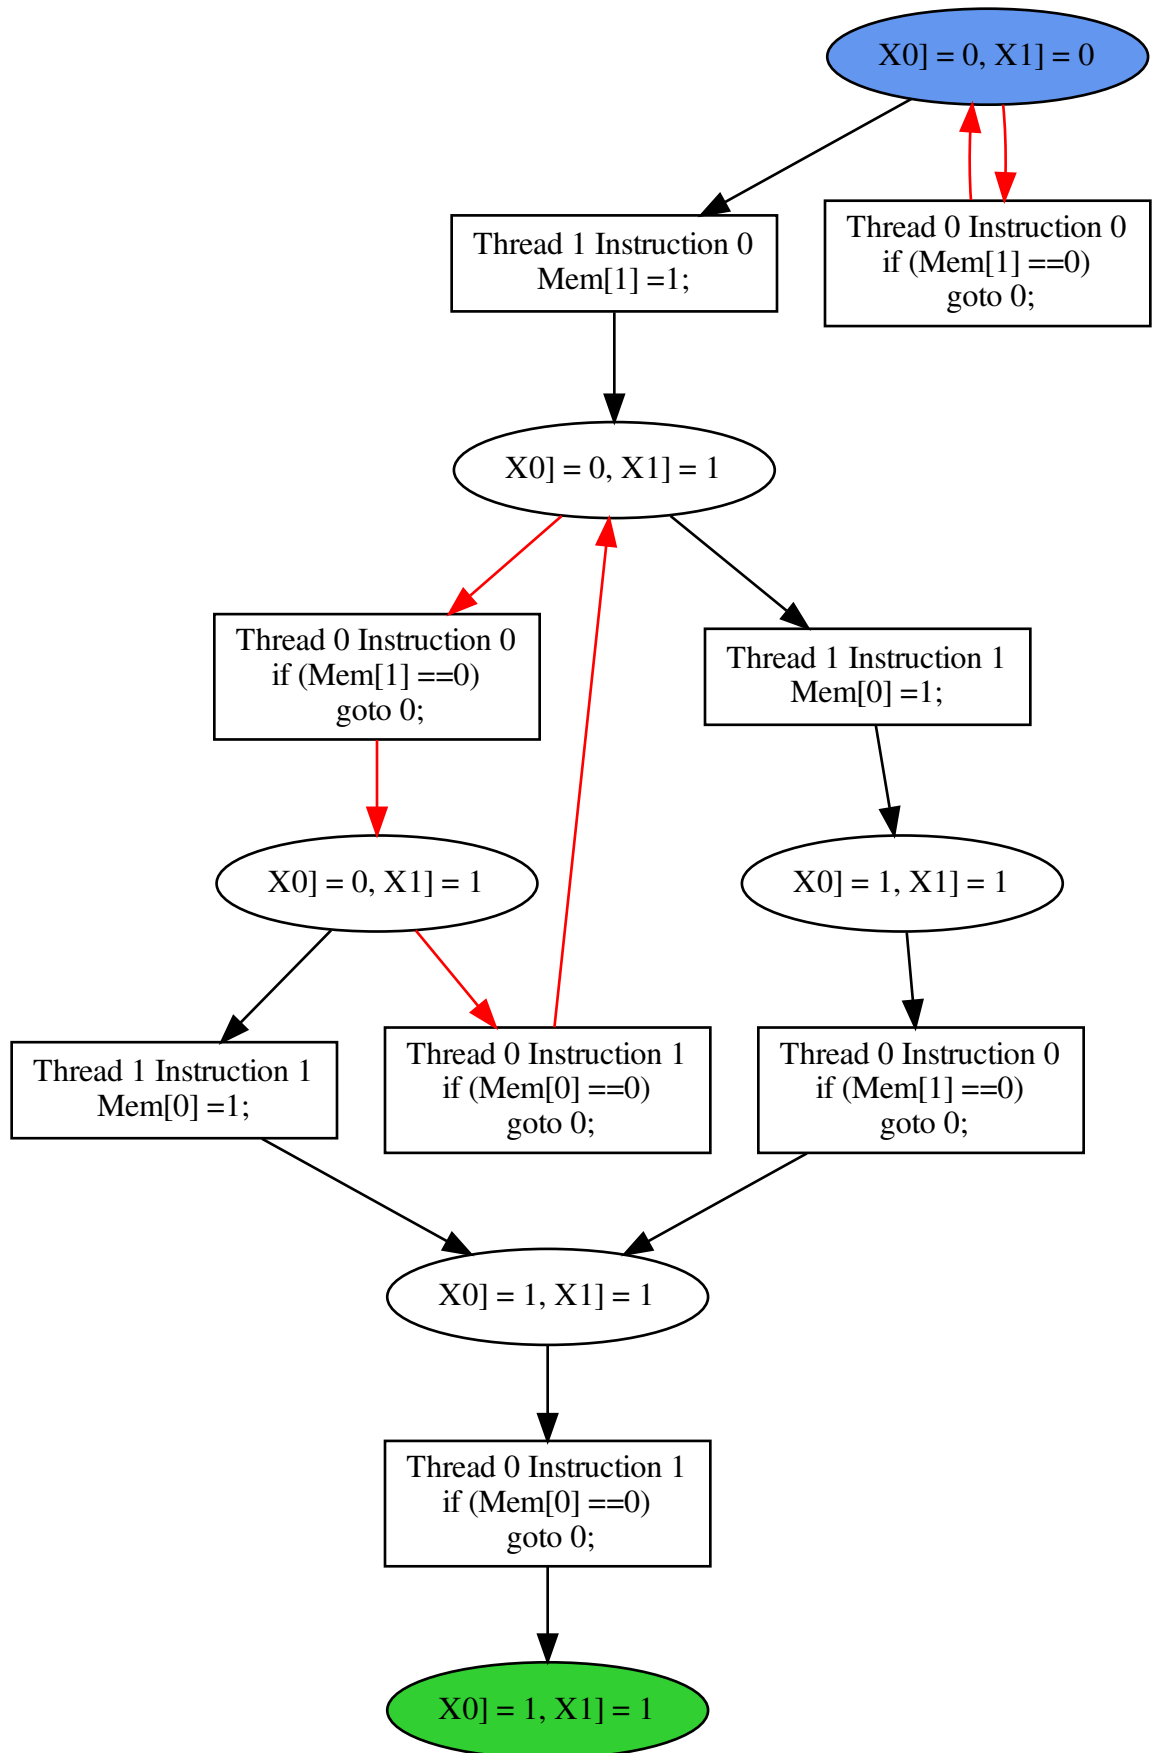 X0] = 0, X1] = 0
Thread 1 Instruction 0
Mem[1] =1;
Thread 0 Instruction 0
if (Mem[1] ==0)
goto 0;
X0] = 0, X1] = 1
Thread 0 Instruction 0
if (Mem[1] ==0)
goto 0;
Thread 1 Instruction 1
Mem[0] =1;
X0] = 0, X1] = 1
X0] = 1, X1] = 1
Thread 1 Instruction 1
Mem[0] =1;
Thread 0 Instruction 1
if (Mem[0] ==0)
goto 0;
Thread 0 Instruction 0
if (Mem[1] ==0)
goto 0;
X0] = 1, X1] = 1
Thread 0 Instruction 1
if (Mem[0] ==0)
goto 0;
X0] = 1, X1] = 1